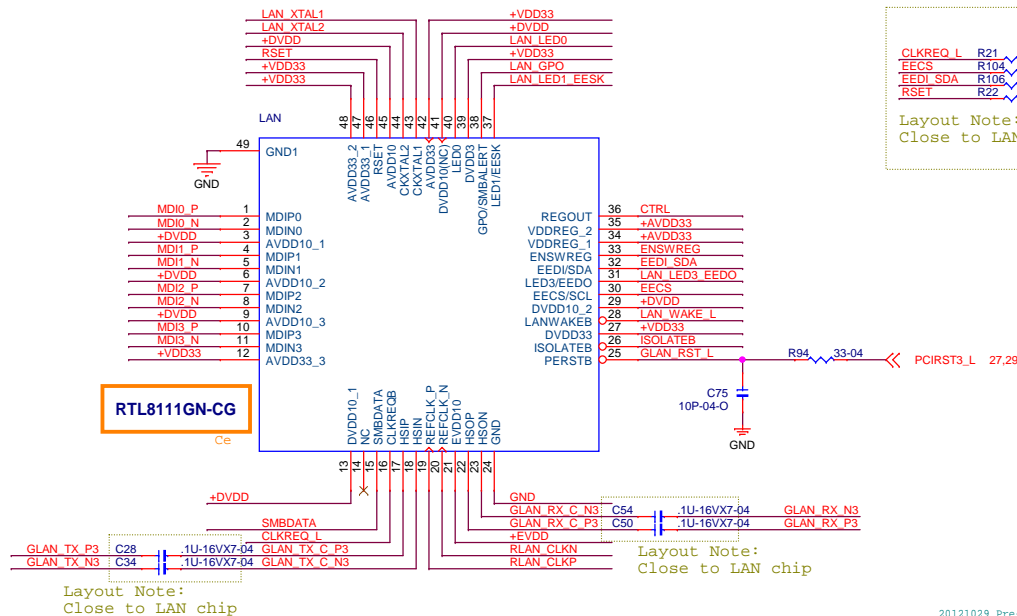 LAN_XTAL1
LAN_XTAL2
+DVDD
RSET
+VDD33
+VDD33
+VDD33
+DVDD
LAN_LED0
+VDD33
LAN_GPO
LAN_LED1_EESK
CLKREQ_L R21
EECS R104
EEDI_SDA R106
RSET R22
Layout Note:
Close to LAN
LAN
48 47 46 45 44 43 42 41 40 39 38 37
AVDD33_2
AVDD33_1
RSET
AVDD10
CKXTAL2
CKXTAL1
AVDD33
DVDD10(NC)
LED0
DVDD3
GPO/SMBALERT
LED1/EESK
49 GND1
GND
MDI0_P 1 MDIP0
MDI0_N 2 MDIN0
+DVDD 3 AVDD10_1
MDI1_P 4 MDIP1
MDI1_N 5 MDIN1
+DVDD 6 AVDD10_2
MDI2_P 7 MDIP2
MDI2_N 8 MDIN2
+DVDD 9 AVDD10_3
MDI3_P 10 MDIP3
MDI3_N 11 MDIN3
+VDD33 12 AVDD33_3
REGOUT 36 CTRL
VDDREG_2 35 +AVDD33
VDDREG_1 34 +AVDD33
ENSWREG 33 ENSWREG
EEDI/SDA 32 EEDI_SDA
LED3/EEDO 31 LAN_LED3_EEDO
EECS/SCL 30 EECS
DVDD10_2 29 +DVDD
LANWAKEB 28 LAN_WAKE_L
DVDD33 27 +VDD33
ISOLATEB 26 ISOLATEB
PERSTB 25 GLAN_RST_L
R94 33-04
PCIRST3_L 27,29
C75
10P-04-O
GND
RTL8111GN-CG
Ce
DVDD10_1
NC
SMBDATA
CLKREQB
HSIP
HSIN
REFCLK_P
REFCLK_N
EVDD10
HSOP
HSON
GND
13 14 15 16 17 18 19 20 21 22 23 24
+DVDD
SMBDATA
CLKREQ_L
GLAN_TX_P3 C28 .1U-16VX7-04 GLAN_TX_C_P3
GLAN_TX_N3 C34 .1U-16VX7-04 GLAN_TX_C_N3
Layout Note:
Close to LAN chip
GND
GLAN_RX_C_N3 C54 .1U-16VX7-04 GLAN_RX_N3
GLAN_RX_C_P3 C50 .1U-16VX7-04 GLAN_RX_P3
+EVDD
RLAN_CLKN
RLAN_CLKP
Layout Note:
Close to LAN chip
20121029 Pre